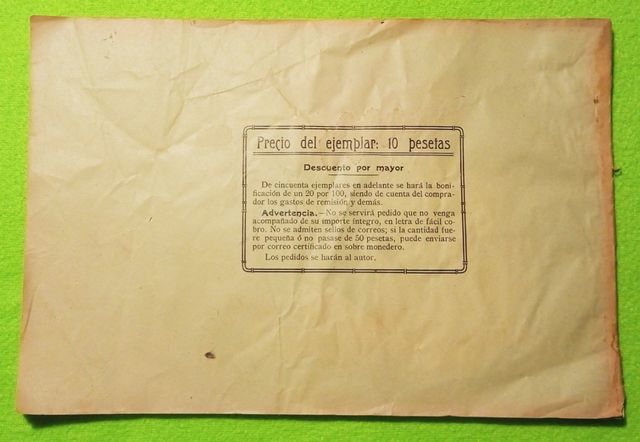 Precio del ejemplar: 10 pesetas
Descuento por mayor
De cincuenta ejemplares en adelante se hará la boni-
ficación de un 20 por 100, siendo de cuenta del compra-
dor los gastos de remisión y demás.
Advertencia.—No se servirá pedido que no venga
acompañado de su importe íntegro, en letra de fácil co-
bro. No se admiten sellos de correos; si la cantidad fue-
re pequeña ó no pasase de 50 pesetas, puede enviarse
por correo certificado en sobre monedero.
Los pedidos se harán al autor.